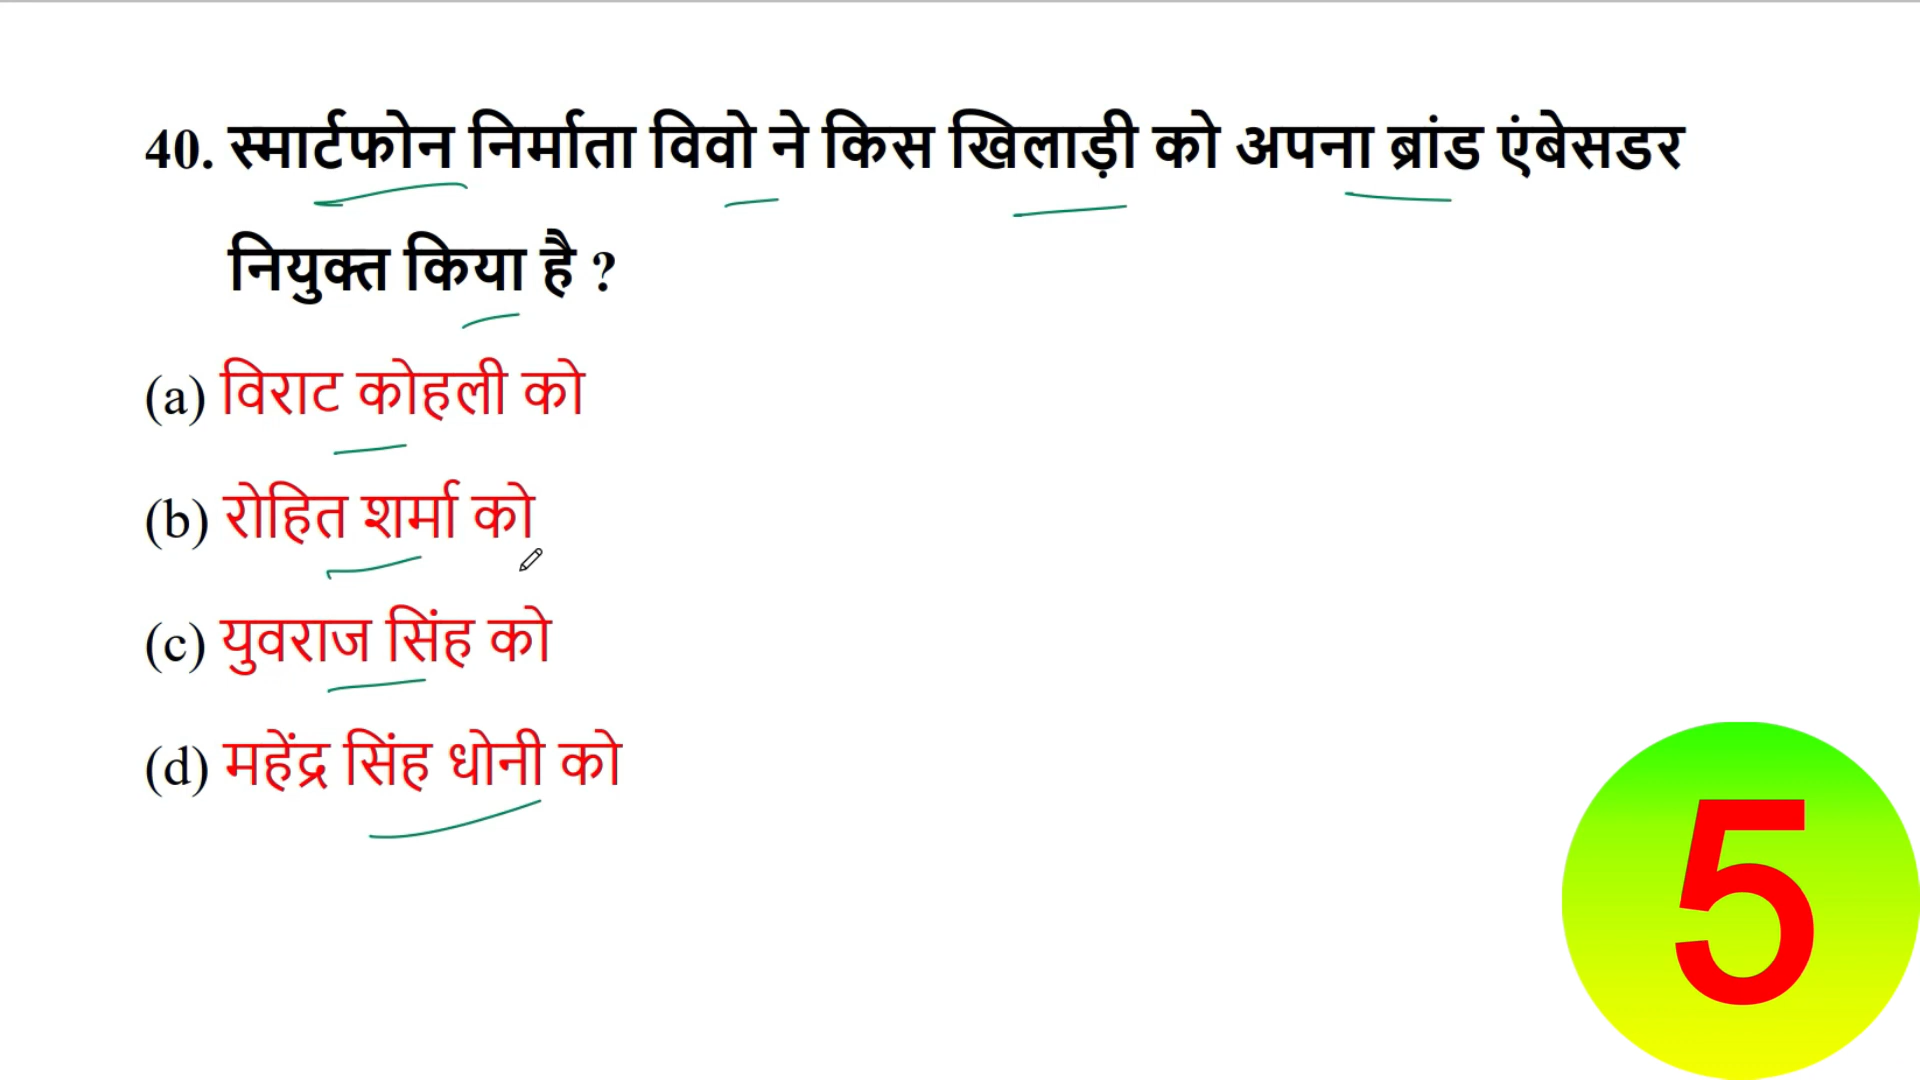 40. स्मार्टफोन निर्माता विवो ने किस खिलाड़ी को अपना ब्रांड एंबेसडर
नियुक्त किया है ?
(a) विराट कोहली को
(b) रोहित शर्मा को
(c) युवराज सिंह को
(d) महेंद्र सिंह धोनी को
5